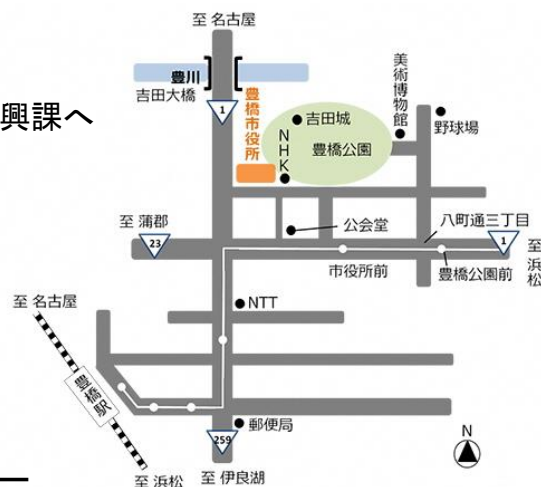 至 名古屋
豊川
吉田大橋
1
興課へ
豊橋市役所
NHK
吉田城
豊橋公園
美術博物館
野球場
至 蒲郡
23
公会堂
八町通三丁目
1
至 浜松
市役所前
豊橋公園前
至 名古屋
NTT
豊橋駅
259
郵便局
N
至 浜松
至 伊良湖